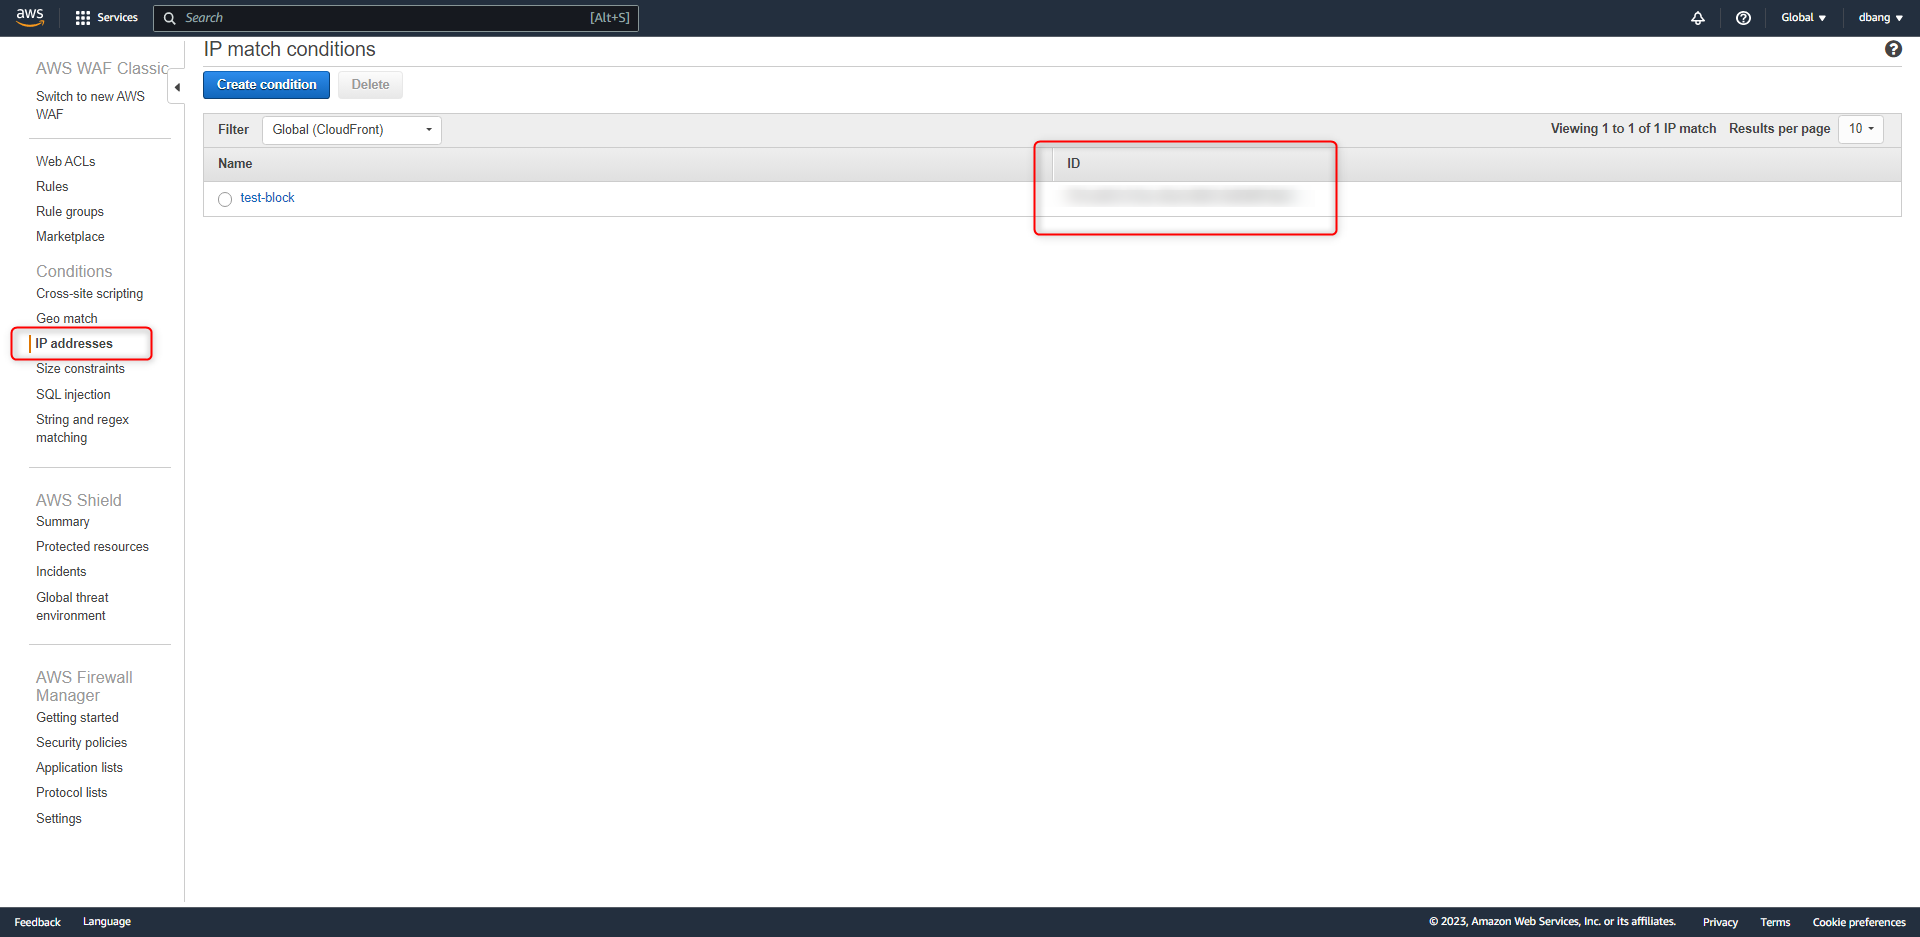 aws
Services
Search
[Alt+S]
Global
dbang
AWS WAF Classic
Switch to new AWS
WAF
Web ACLs
Rules
Rule groups
Marketplace
Conditions
Cross-site scripting
Geo match
IP addresses
Size constraints
SQL injection
String and regex
matching
AWS Shield
Summary
Protected resources
Incidents
Global threat
environment
AWS Firewall
Manager
Getting started
Security policies
Application lists
Protocol lists
Settings
IP match conditions
Create condition
Delete
Filter
Global (CloudFront)
Viewing 1 to 1 of 1 IP match
Results per page
10
Name
ID
test-block
Feedback
Language
© 2023, Amazon Web Services, Inc. or its affiliates.
Privacy
Terms
Cookie preferences